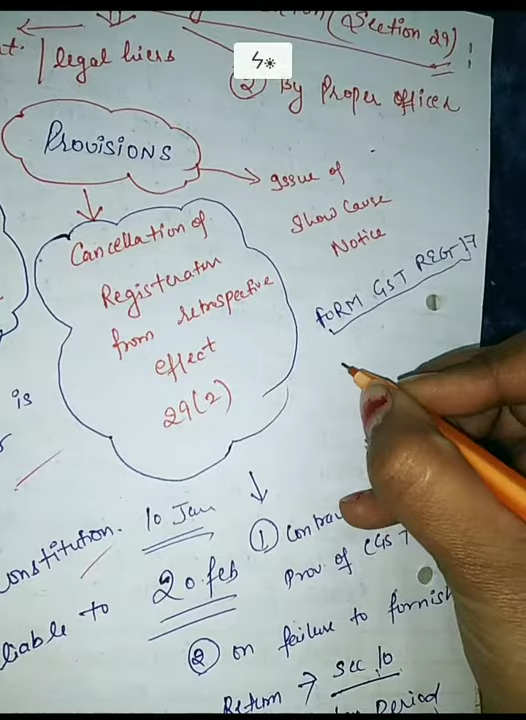 (Section 29)
legal hiers
② By Proper officer
PROVISIONS
Issue of
Show Cause
Notice
FORM GST REG-17
Cancellation of
Registration
from retrospective
effect
29(2)
is
onstitution.
10 Jan
20 feb
liable to
① Contra
Prov. of CGST
② on failure to furnish
Return → Sec 10
Period